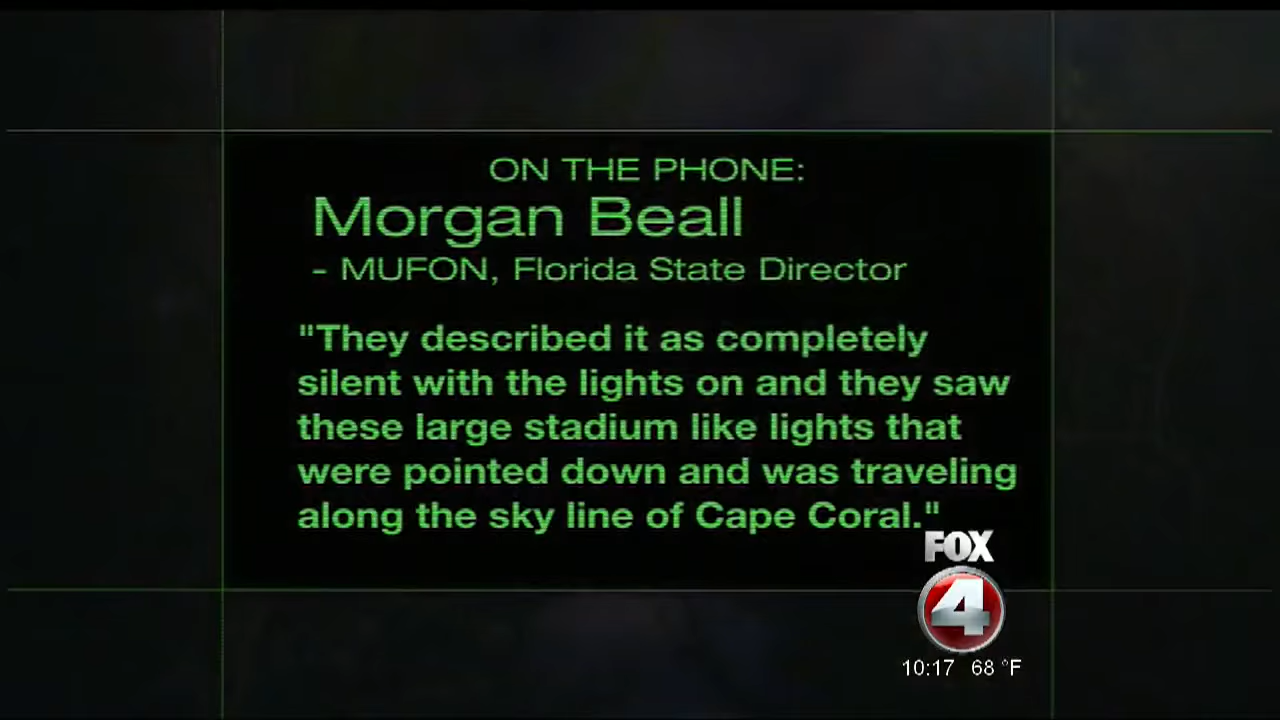 ON THE PHONE:
Morgan Beall
- MUFON, Florida State Director
"They described it as completely
silent with the lights on and they saw
these large stadium like lights that
were pointed down and was traveling
along the sky line of Cape Coral."
FOX
4
10:17 68 °F